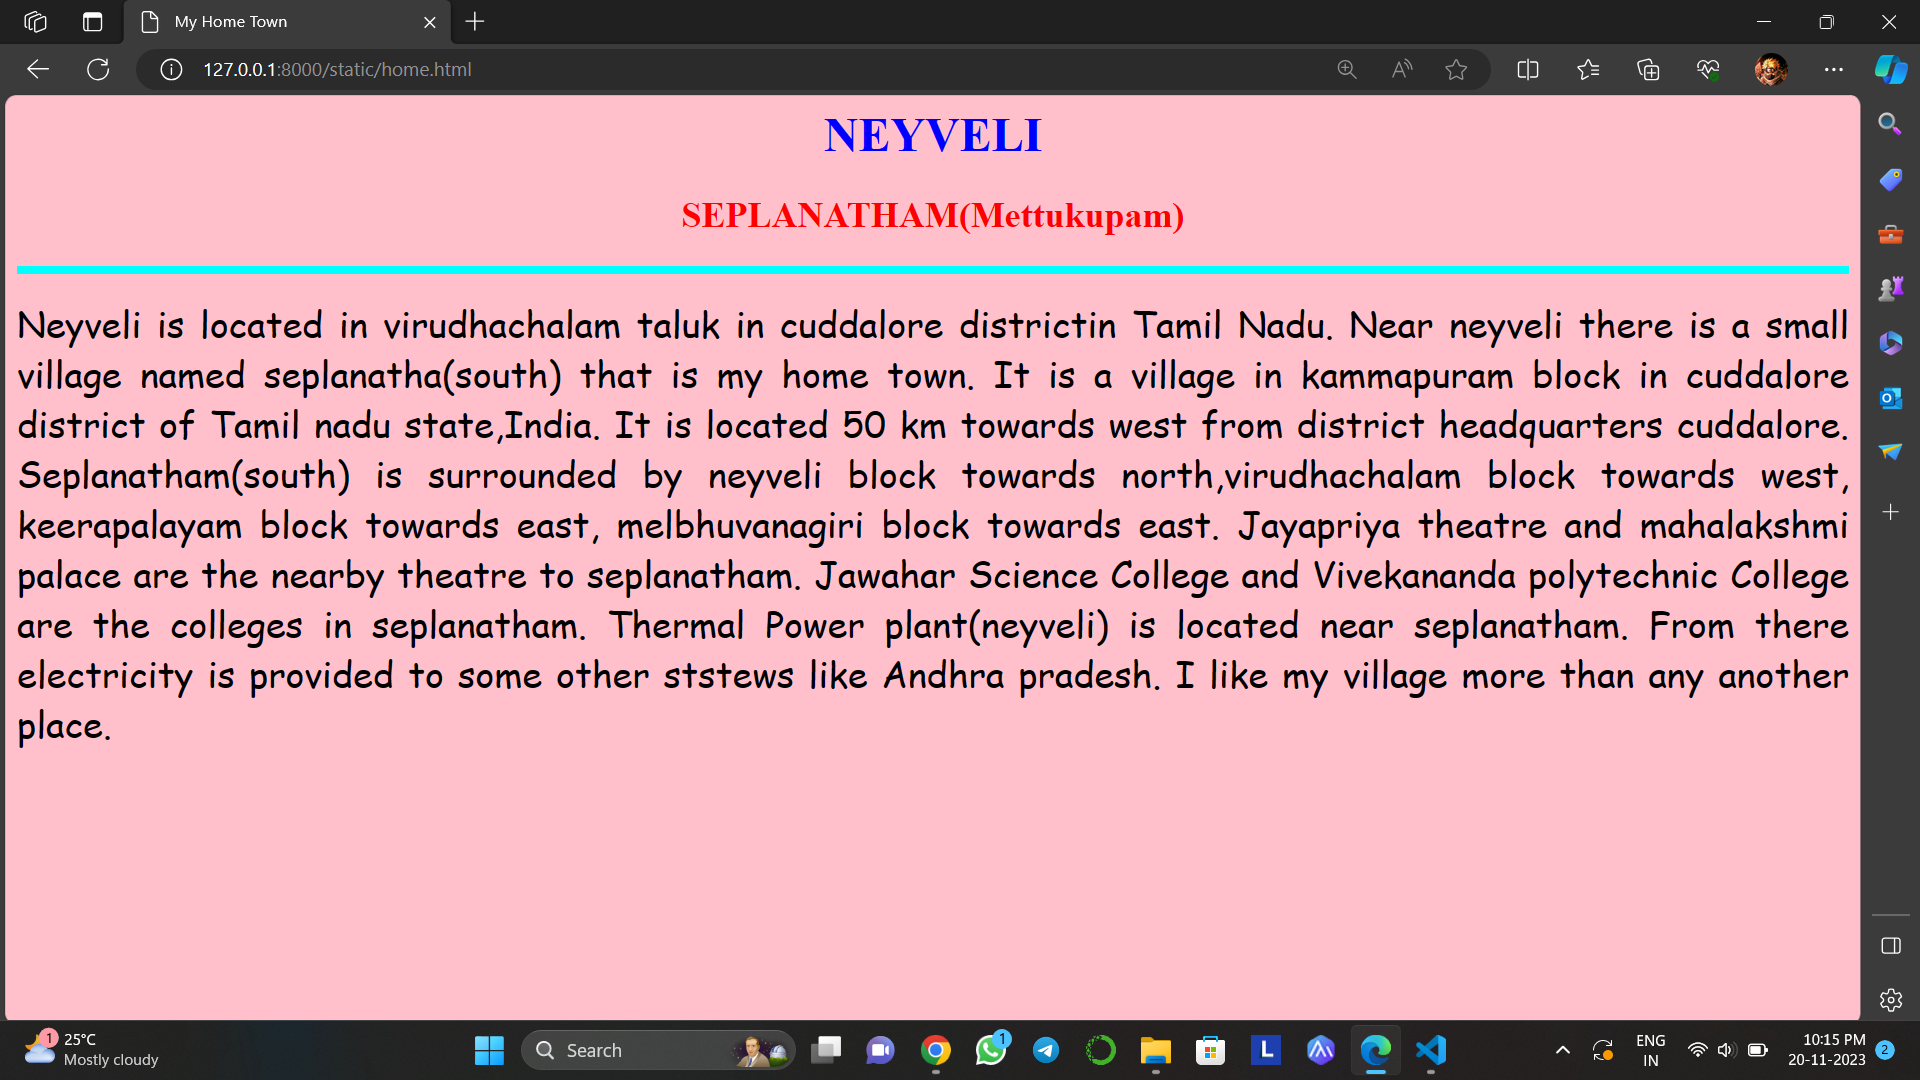 My Home Town
127.0.0.1:8000/static/home.html
NEYVELI
SEPLANATHAM(Mettukupam)
Neyveli is located in virudhachalam taluk in cuddalore districtin Tamil Nadu. Near neyveli there is a small
village named seplanatha(south) that is my home town. It is a village in kammapuram block in cuddalore
district of Tamil nadu state,India. It is located 50 km towards west from district headquarters cuddalore.
Seplanatham(south) is surrounded by neyveli block towards north,virudhachalam block towards west,
keerapalayam block towards east, melbhuvanagiri block towards east. Jayapriya theatre and mahalakshmi
palace are the nearby theatre to seplanatham. Jawahar Science College and Vivekananda polytechnic College
are the colleges in seplanatham. Thermal Power plant(neyveli) is located near seplanatham. From there
electricity is provided to some other ststews like Andhra pradesh. I like my village more than any another
place.
1
25°C
Mostly cloudy
Search
1
L
ENG
IN
10:15 PM
20-11-2023
2